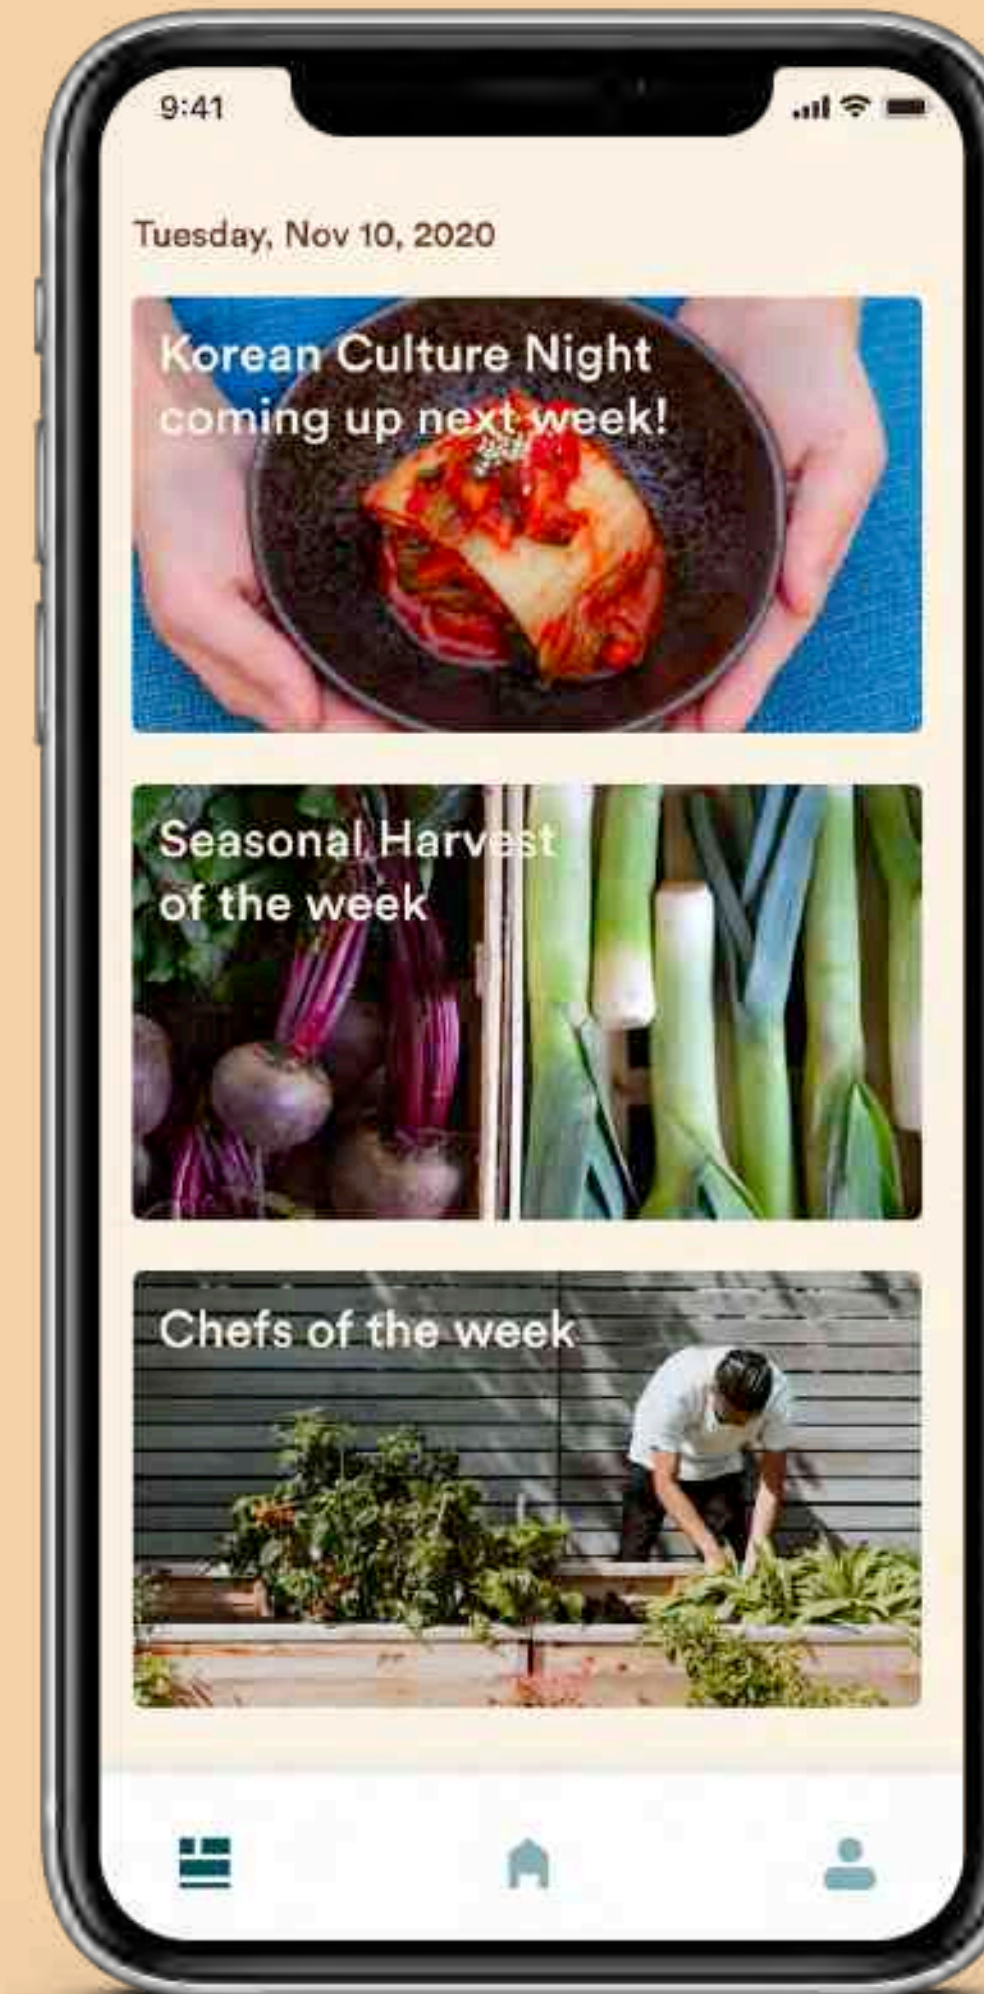 9:41
Tuesday, Nov 10, 2020
Korean Culture Night
coming up next week!
Seasonal Harvest
of the week
Chefs of the week